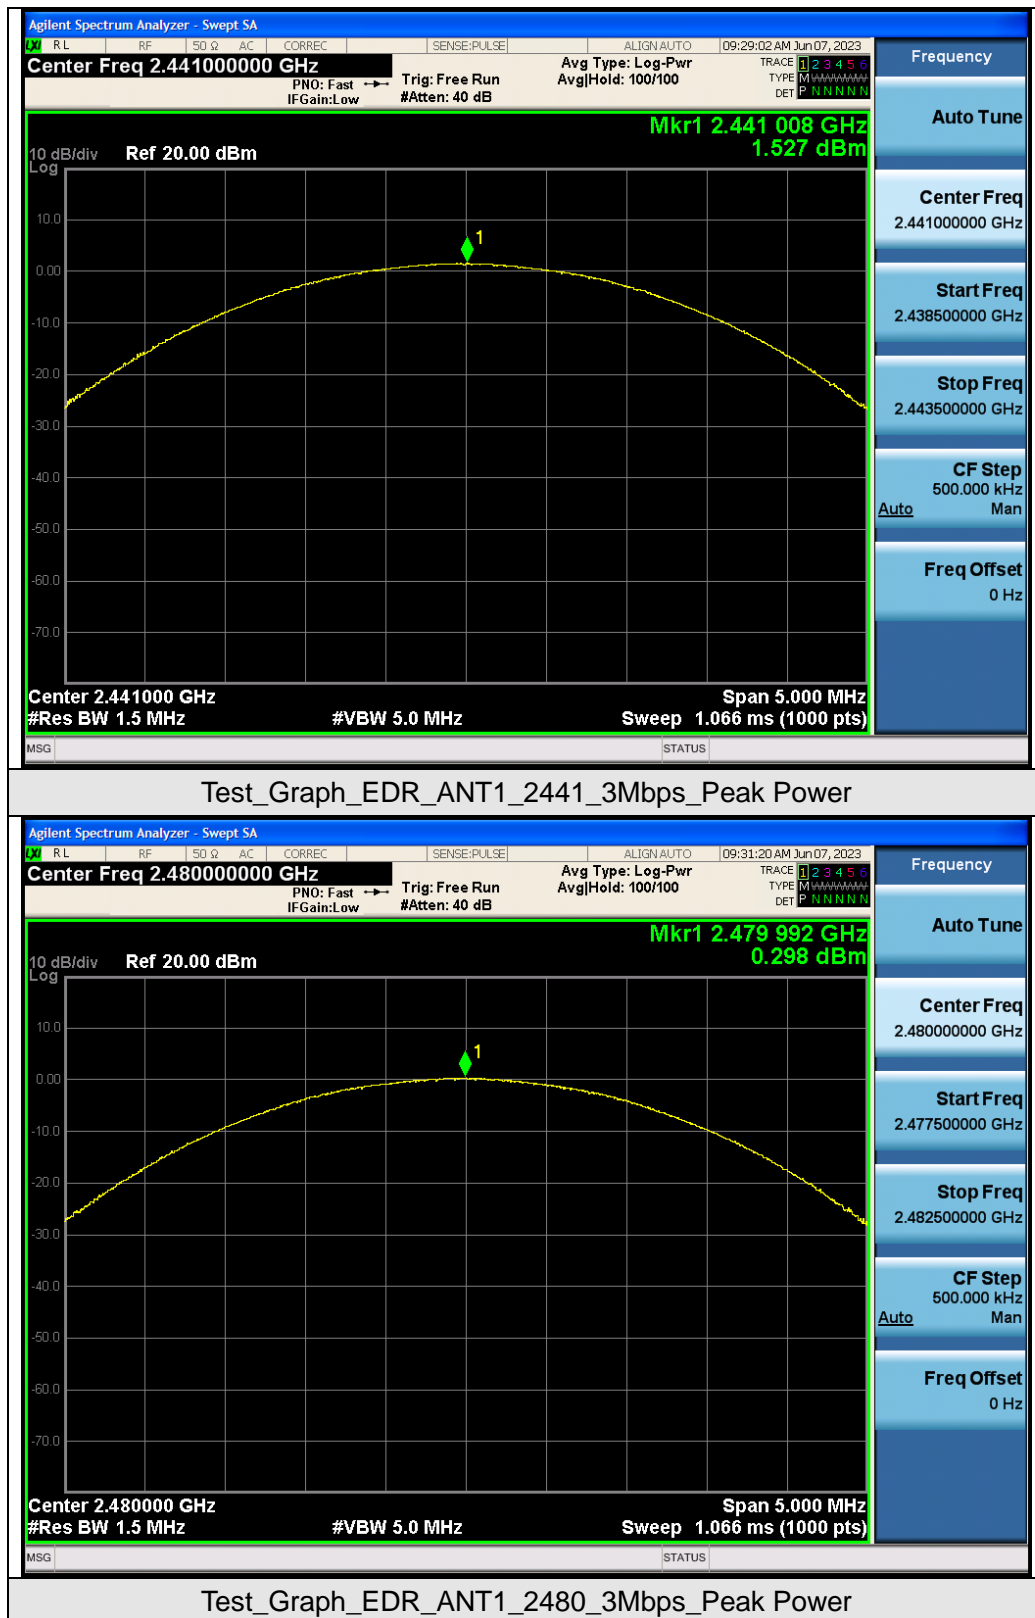 Agilent Spectrum Analyzer - Swept SA
LXI RL RF 50 Ω AC CORREC SENSE:PULSE ALIGN AUTO 09:29:02 AM Jun 07, 2023
Center Freq 2.441000000 GHz
PNO: Fast
IFGain:Low
Trig: Free Run
#Atten: 40 dB
Avg Type: Log-Pwr
Avg|Hold: 100/100
TRACE 1 2 3 4 5 6
TYPE M
DET P N N N N N
Mkr1 2.441 008 GHz
1.527 dBm
10 dB/div Ref 20.00 dBm
Log
10.0
1
0.00
-10.0
-20.0
-30.0
-40.0
-50.0
-60.0
-70.0
Center 2.441000 GHz Span 5.000 MHz
#Res BW 1.5 MHz #VBW 5.0 MHz Sweep 1.066 ms (1000 pts)
MSG STATUS
Frequency
Auto Tune
Center Freq
2.441000000 GHz
Start Freq
2.438500000 GHz
Stop Freq
2.443500000 GHz
CF Step
500.000 kHz
Auto Man
Freq Offset
0 Hz
Test_Graph_EDR_ANT1_2441_3Mbps_Peak Power
Agilent Spectrum Analyzer - Swept SA
LXI RL RF 50 Ω AC CORREC SENSE:PULSE ALIGN AUTO 09:31:20 AM Jun 07, 2023
Center Freq 2.480000000 GHz
PNO: Fast
IFGain:Low
Trig: Free Run
#Atten: 40 dB
Avg Type: Log-Pwr
Avg|Hold: 100/100
TRACE 1 2 3 4 5 6
TYPE M
DET P N N N N N
Mkr1 2.479 992 GHz
0.298 dBm
10 dB/div Ref 20.00 dBm
Log
10.0
1
0.00
-10.0
-20.0
-30.0
-40.0
-50.0
-60.0
-70.0
Center 2.480000 GHz Span 5.000 MHz
#Res BW 1.5 MHz #VBW 5.0 MHz Sweep 1.066 ms (1000 pts)
MSG STATUS
Frequency
Auto Tune
Center Freq
2.480000000 GHz
Start Freq
2.477500000 GHz
Stop Freq
2.482500000 GHz
CF Step
500.000 kHz
Auto Man
Freq Offset
0 Hz
Test_Graph_EDR_ANT1_2480_3Mbps_Peak Power